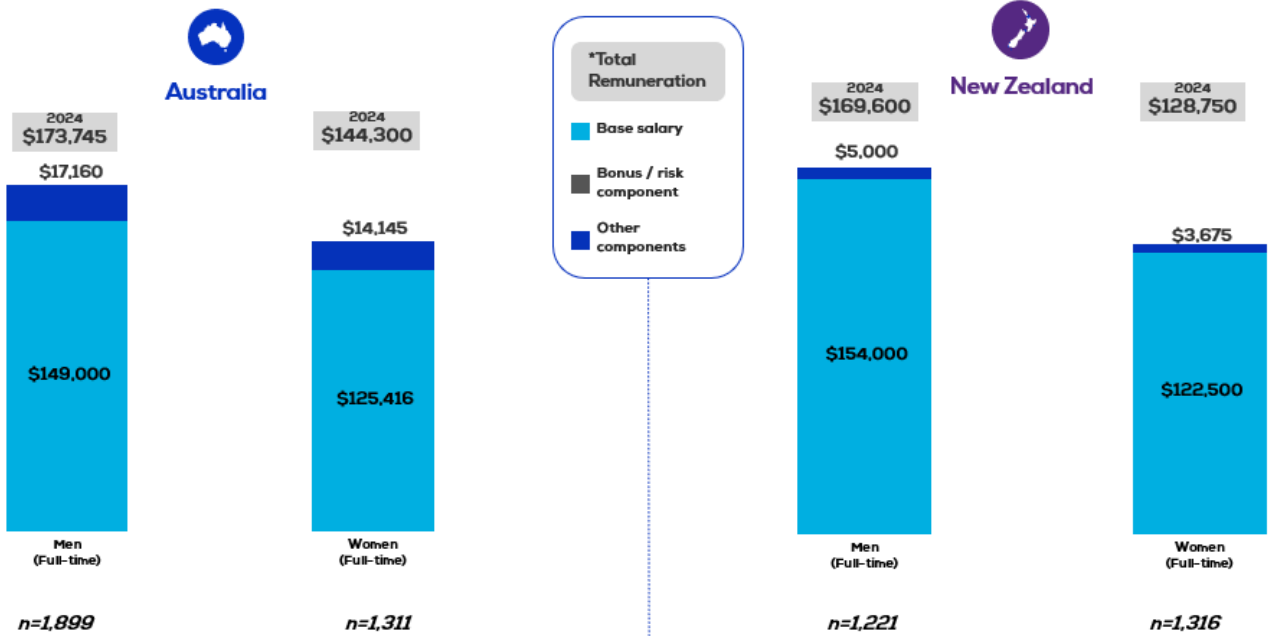 Australia
2024
$173,745
$17,160
$149,000
Men
(Full-time)
n=1,899
2024
$144,300
$14,145
$125,416
Women
(Full-time)
n=1,311
*Total
Remuneration
Base salary
Bonus / risk
component
Other
components
New Zealand
2024
$169,600
$5,000
$154,000
Men
(Full-time)
n=1,221
2024
$128,750
$3,675
$122,500
Women
(Full-time)
n=1,316